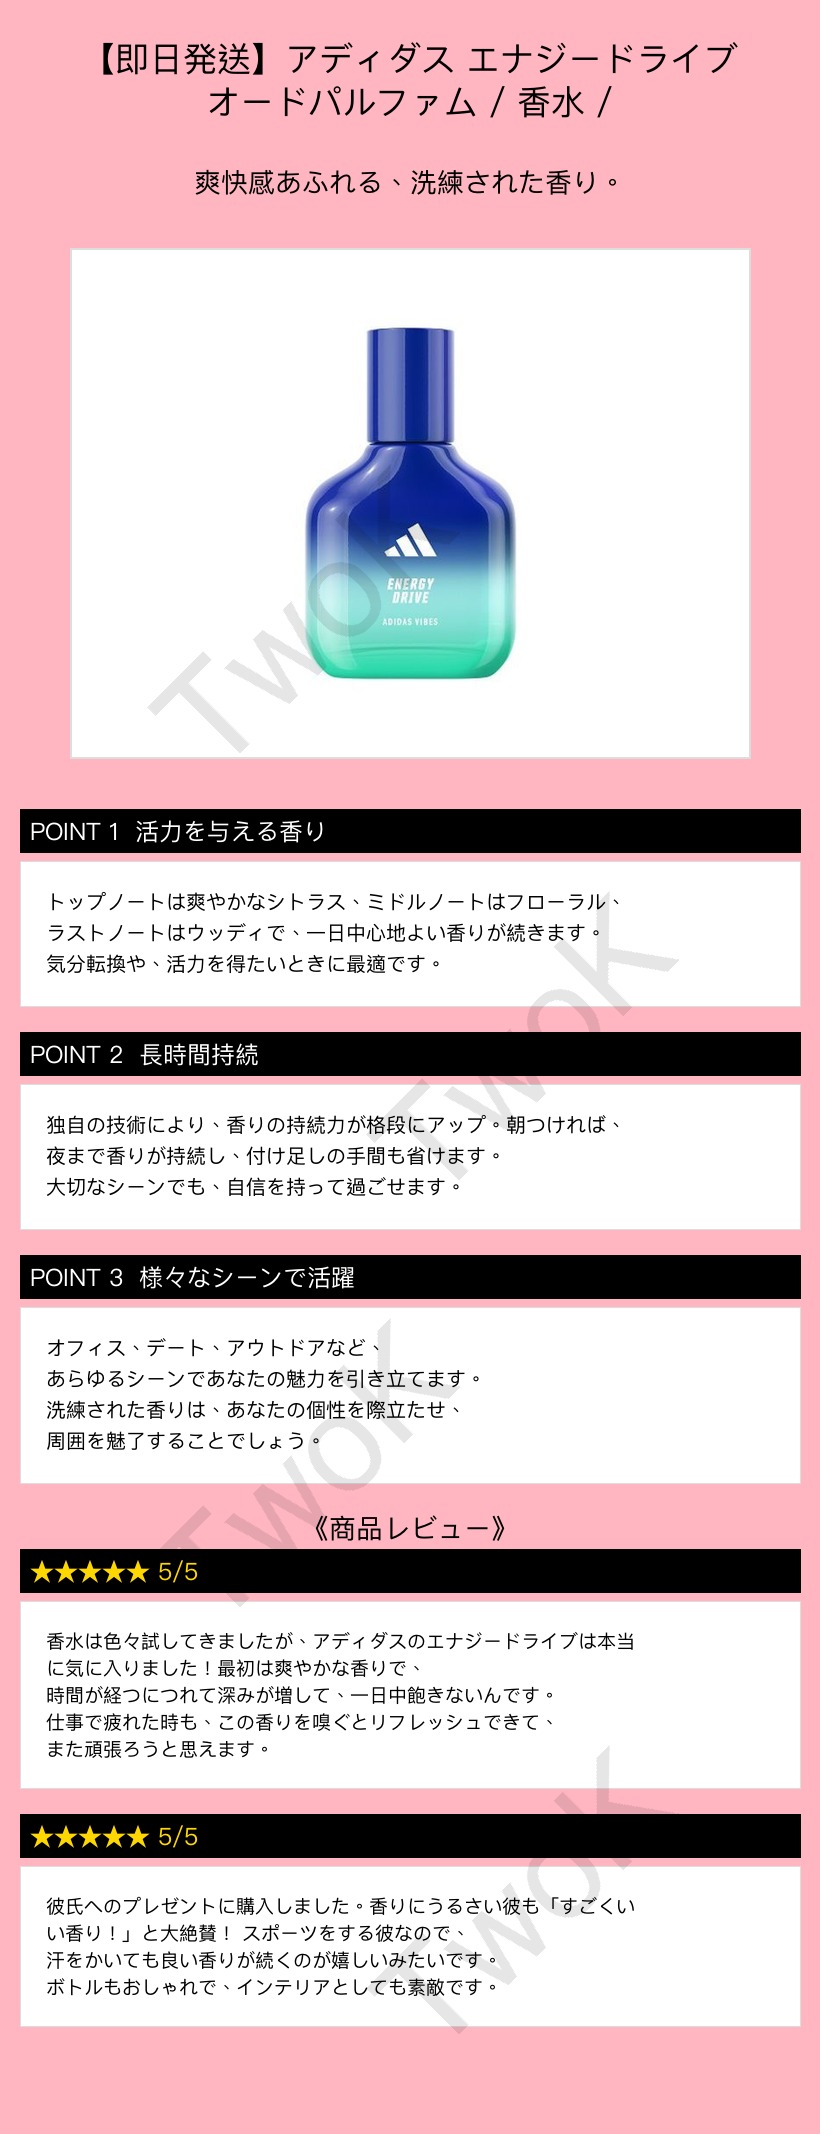 【即日発送】アディダス エナジードライブ
オードパルファム / 香水 /
爽快感あふれる、洗練された香り。
ENERGY
DRIVE
ADIDAS VIBES
TwoK
POINT 1 活力を与える香り
トップノートは爽やかなシトラス、ミドルノートはフローラル、
ラストノートはウッディで、一日中心地よい香りが続きます。
気分転換や、活力を得たいときに最適です。
TwoK
POINT 2 長時間持続
独自の技術により、香りの持続力が格段にアップ。朝つければ、
夜まで香りが持続し、付け足しの手間も省けます。
大切なシーンでも、自信を持って過ごせます。
POINT 3 様々なシーンで活躍
オフィス、デート、アウトドアなど、
あらゆるシーンであなたの魅力を引き立てます。
洗練された香りは、あなたの個性を際立たせ、
周囲を魅了することでしょう。
TwoK
《商品レビュー》
★★★★★ 5/5
香水は色々試してきましたが、アディダスのエナジードライブは本当
に気に入りました！最初は爽やかな香りで、
時間が経つにつれて深みが増して、一日中飽きないんです。
仕事で疲れた時も、この香りを嗅ぐとリフレッシュできて、
また頑張ろうと思えます。
★★★★★ 5/5
彼氏へのプレゼントに購入しました。香りにうるさい彼も「すごくい
い香り！」と大絶賛！ スポーツをする彼なので、
汗をかいても良い香りが続くのが嬉しいみたいです。
ボトルもおしゃれで、インテリアとしても素敵です。
TwoK